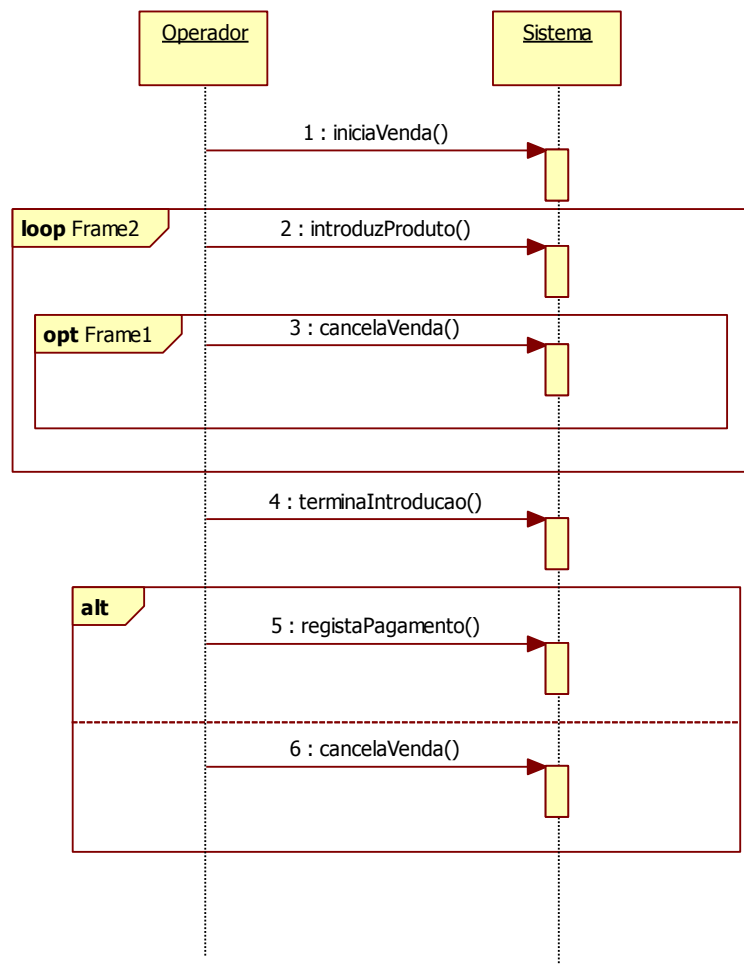 Operador
Sistema
1 : iniciaVenda()
loop Frame2
2 : introduzProduto()
opt Frame1
3 : cancelaVenda()
4 : terminaIntroducao()
alt
5 : registaPagamento()
6 : cancelaVenda()